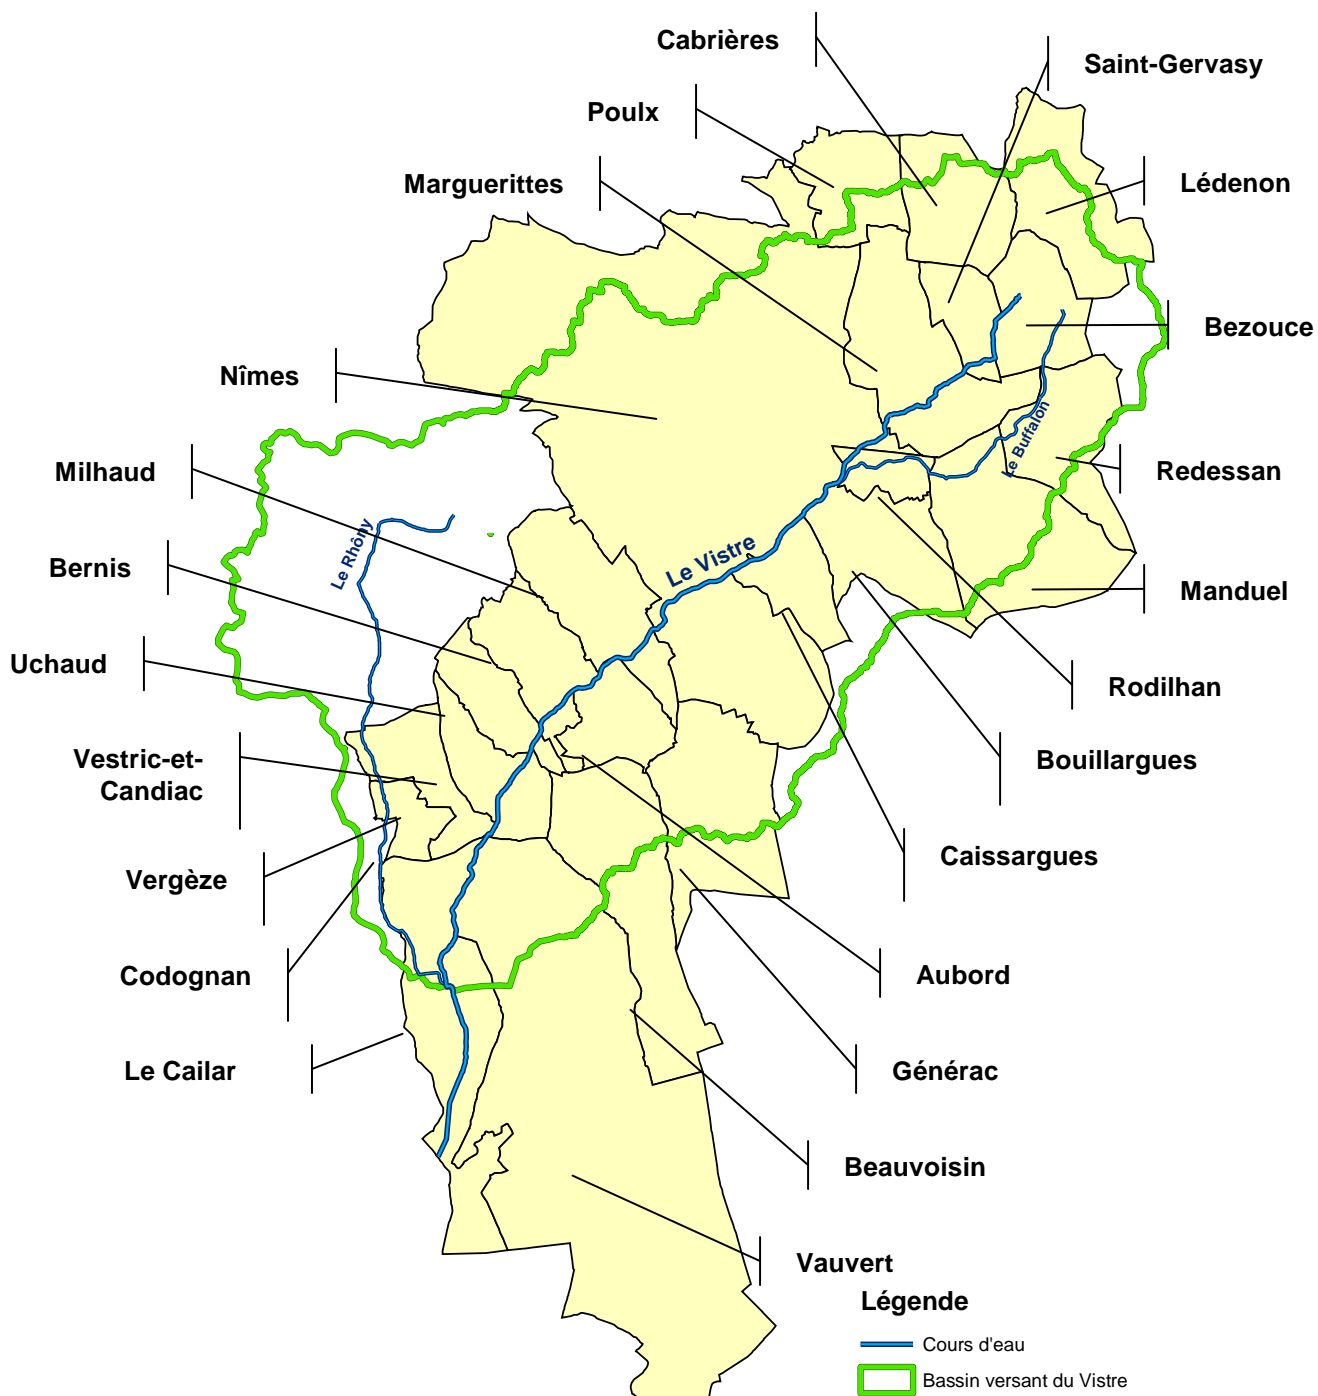 Cabrières
Saint-Gervasy
Poulx
Marguerittes
Lédenon
Bezouce
Nîmes
Le Buffalon
Milhaud
Redessan
Le Rhôny
Le Vistre
Bernis
Manduel
Uchaud
Rodilhan
Vestric-et-
Candiac
Bouillargues
Vergèze
Caissargues
Codognan
Aubord
Le Cailar
Générac
Beauvoisin
Vauvert
Légende
Cours d'eau
Bassin versant du Vistre